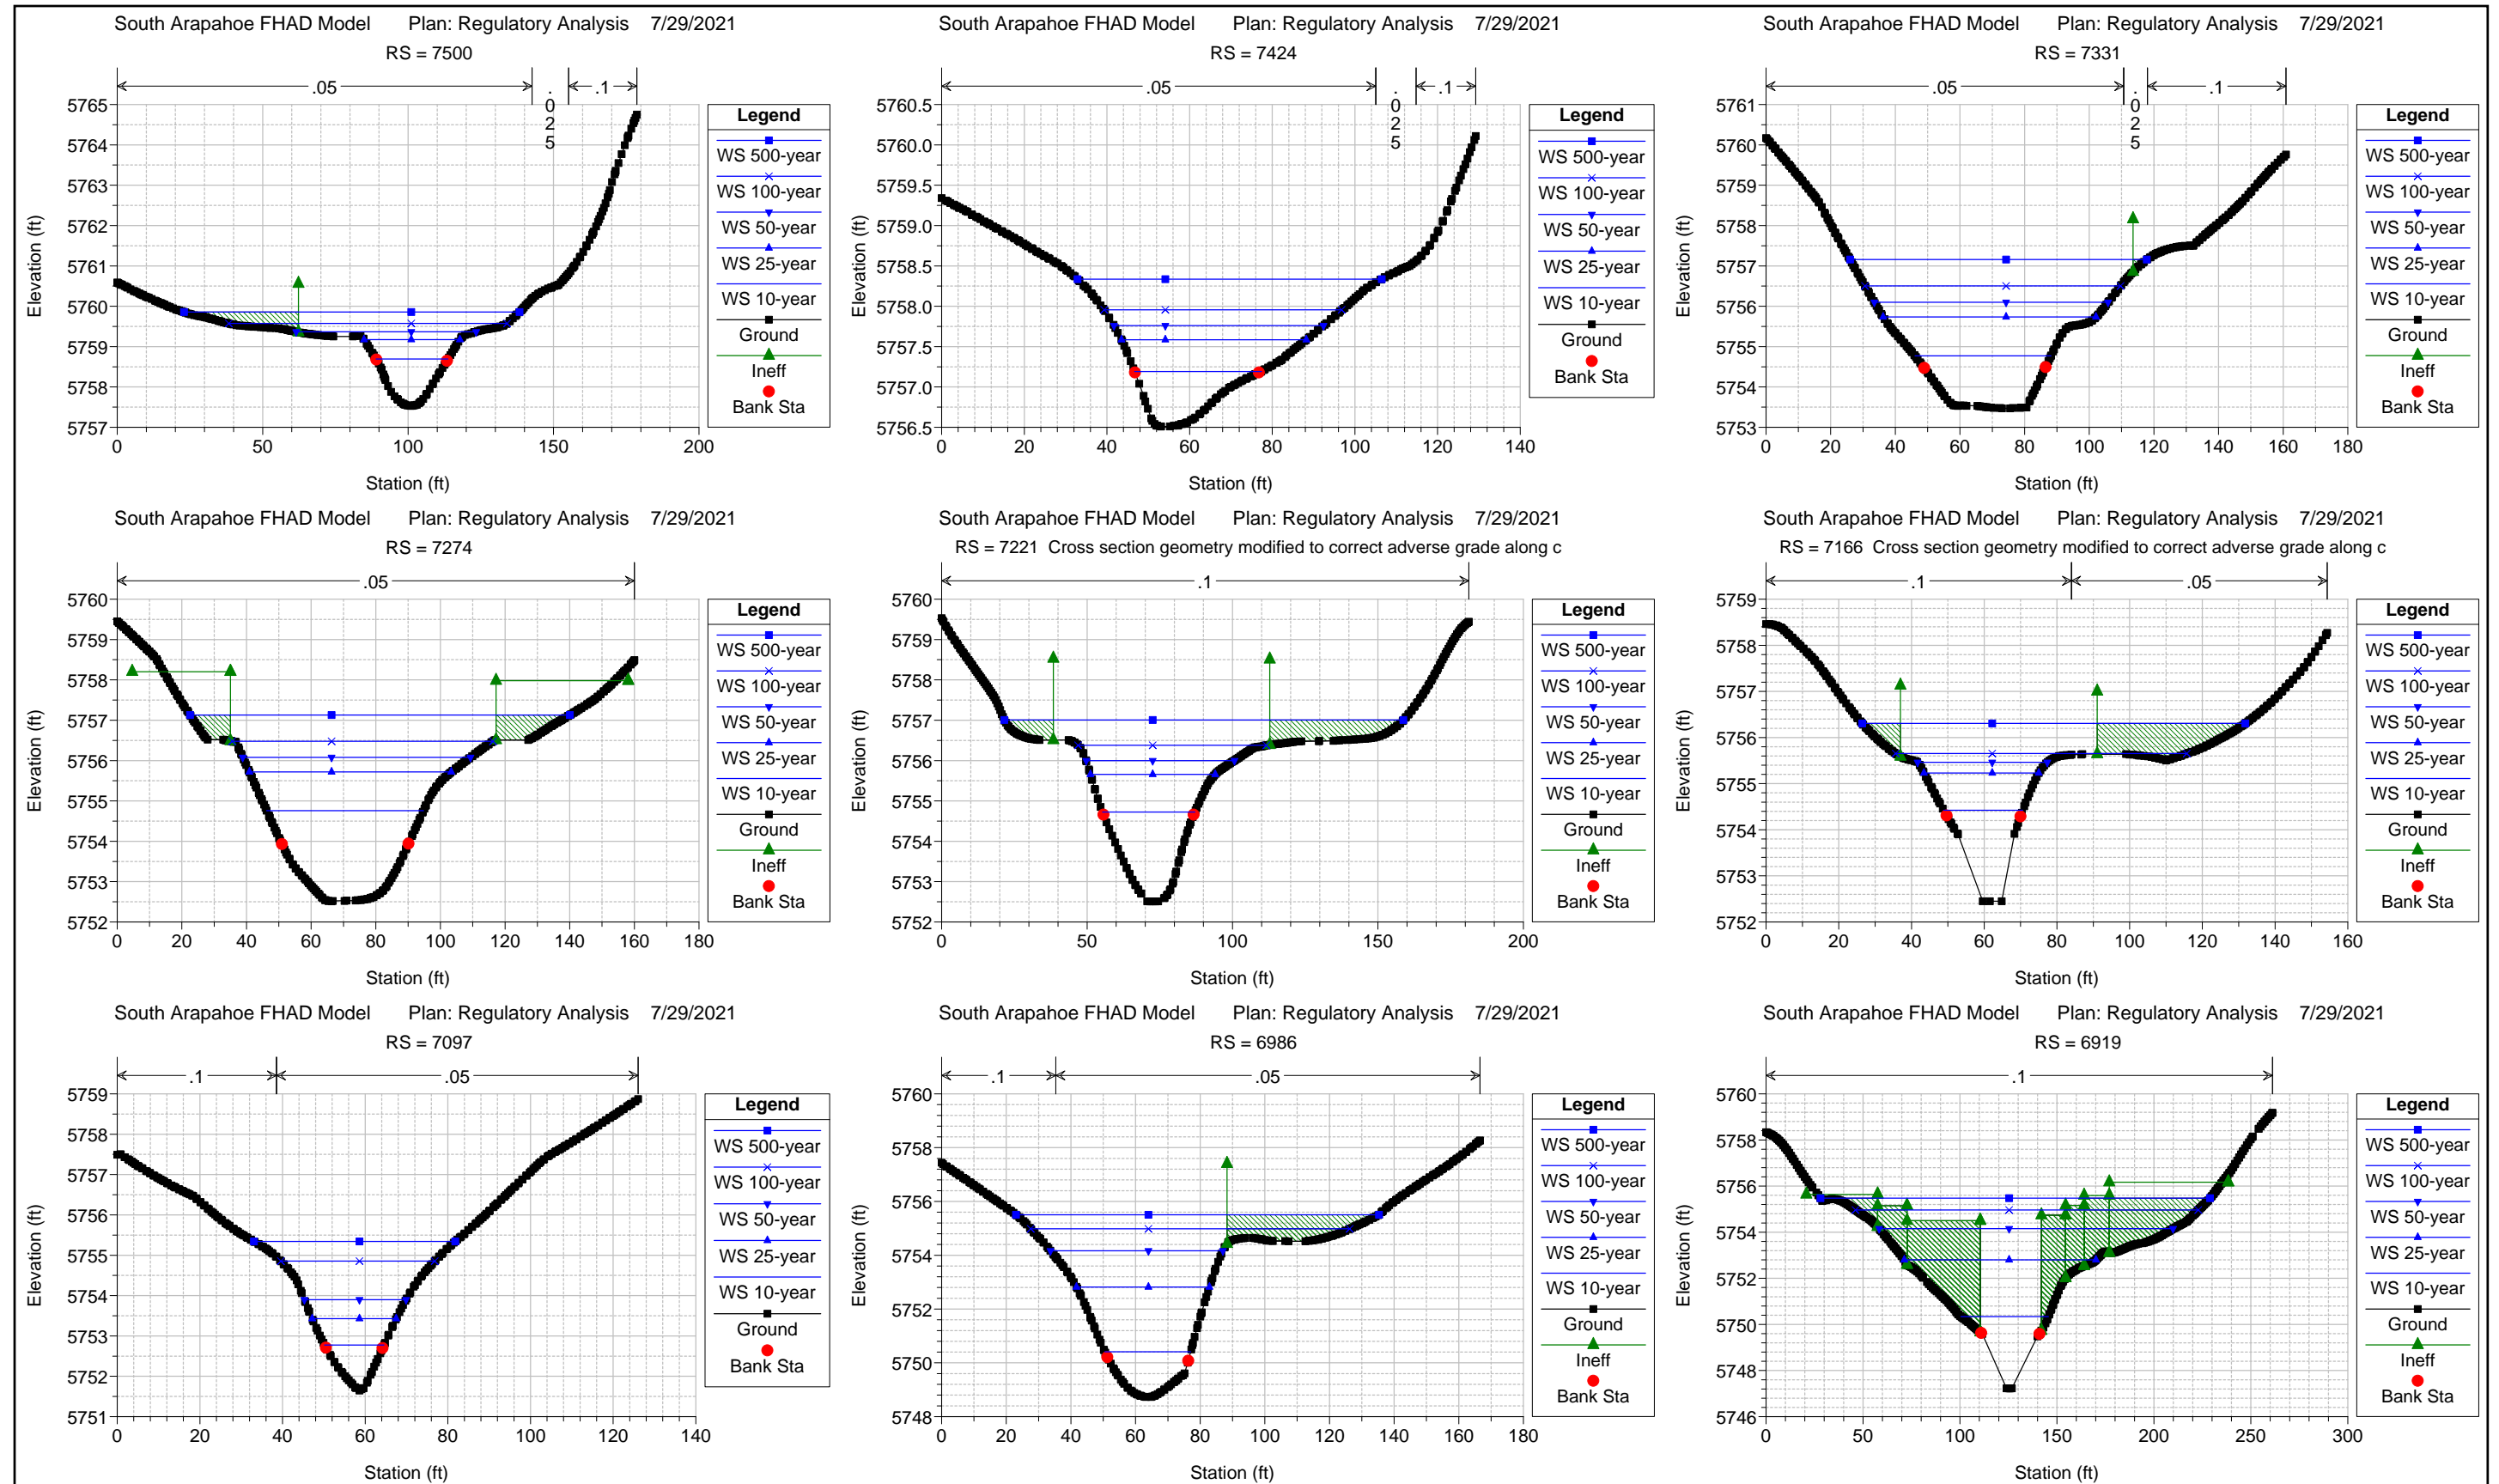 South Arapahoe FHAD Model Plan: Regulatory Analysis 7/29/2021
RS = 7500
.05 .025 .1
5765
5764
5763
5762
5761
5760
5759
5758
5757
0 50 100 150 200
Station (ft)
Elevation (ft)
Legend
WS 500-year
WS 100-year
WS 50-year
WS 25-year
WS 10-year
Ground
Ineff
Bank Sta
South Arapahoe FHAD Model Plan: Regulatory Analysis 7/29/2021
RS = 7424
.05 .025 .1
5760.5
5760.0
5759.5
5759.0
5758.5
5758.0
5757.5
5757.0
5756.5
0 20 40 60 80 100 120 140
Station (ft)
Elevation (ft)
Legend
WS 500-year
WS 100-year
WS 50-year
WS 25-year
WS 10-year
Ground
Bank Sta
South Arapahoe FHAD Model Plan: Regulatory Analysis 7/29/2021
RS = 7331
.05 .025 .1
5761
5760
5759
5758
5757
5756
5755
5754
5753
0 20 40 60 80 100 120 140 160 180
Station (ft)
Elevation (ft)
Legend
WS 500-year
WS 100-year
WS 50-year
WS 25-year
WS 10-year
Ground
Ineff
Bank Sta
South Arapahoe FHAD Model Plan: Regulatory Analysis 7/29/2021
RS = 7274
.05
5760
5759
5758
5757
5756
5755
5754
5753
5752
0 20 40 60 80 100 120 140 160 180
Station (ft)
Elevation (ft)
Legend
WS 500-year
WS 100-year
WS 50-year
WS 25-year
WS 10-year
Ground
Ineff
Bank Sta
South Arapahoe FHAD Model Plan: Regulatory Analysis 7/29/2021
RS = 7221 Cross section geometry modified to correct adverse grade along c
.1
5760
5759
5758
5757
5756
5755
5754
5753
5752
0 50 100 150 200
Station (ft)
Elevation (ft)
Legend
WS 500-year
WS 100-year
WS 50-year
WS 25-year
WS 10-year
Ground
Ineff
Bank Sta
South Arapahoe FHAD Model Plan: Regulatory Analysis 7/29/2021
RS = 7166 Cross section geometry modified to correct adverse grade along c
.1 .05
5759
5758
5757
5756
5755
5754
5753
5752
0 20 40 60 80 100 120 140 160
Station (ft)
Elevation (ft)
Legend
WS 500-year
WS 100-year
WS 50-year
WS 25-year
WS 10-year
Ground
Ineff
Bank Sta
South Arapahoe FHAD Model Plan: Regulatory Analysis 7/29/2021
RS = 7097
.1 .05
5759
5758
5757
5756
5755
5754
5753
5752
5751
0 20 40 60 80 100 120 140
Station (ft)
Elevation (ft)
Legend
WS 500-year
WS 100-year
WS 50-year
WS 25-year
WS 10-year
Ground
Bank Sta
South Arapahoe FHAD Model Plan: Regulatory Analysis 7/29/2021
RS = 6986
.1 .05
5760
5758
5756
5754
5752
5750
5748
0 20 40 60 80 100 120 140 160 180
Station (ft)
Elevation (ft)
Legend
WS 500-year
WS 100-year
WS 50-year
WS 25-year
WS 10-year
Ground
Ineff
Bank Sta
South Arapahoe FHAD Model Plan: Regulatory Analysis 7/29/2021
RS = 6919
.1
5760
5758
5756
5754
5752
5750
5748
5746
0 50 100 150 200 250 300
Station (ft)
Elevation (ft)
Legend
WS 500-year
WS 100-year
WS 50-year
WS 25-year
WS 10-year
Ground
Ineff
Bank Sta